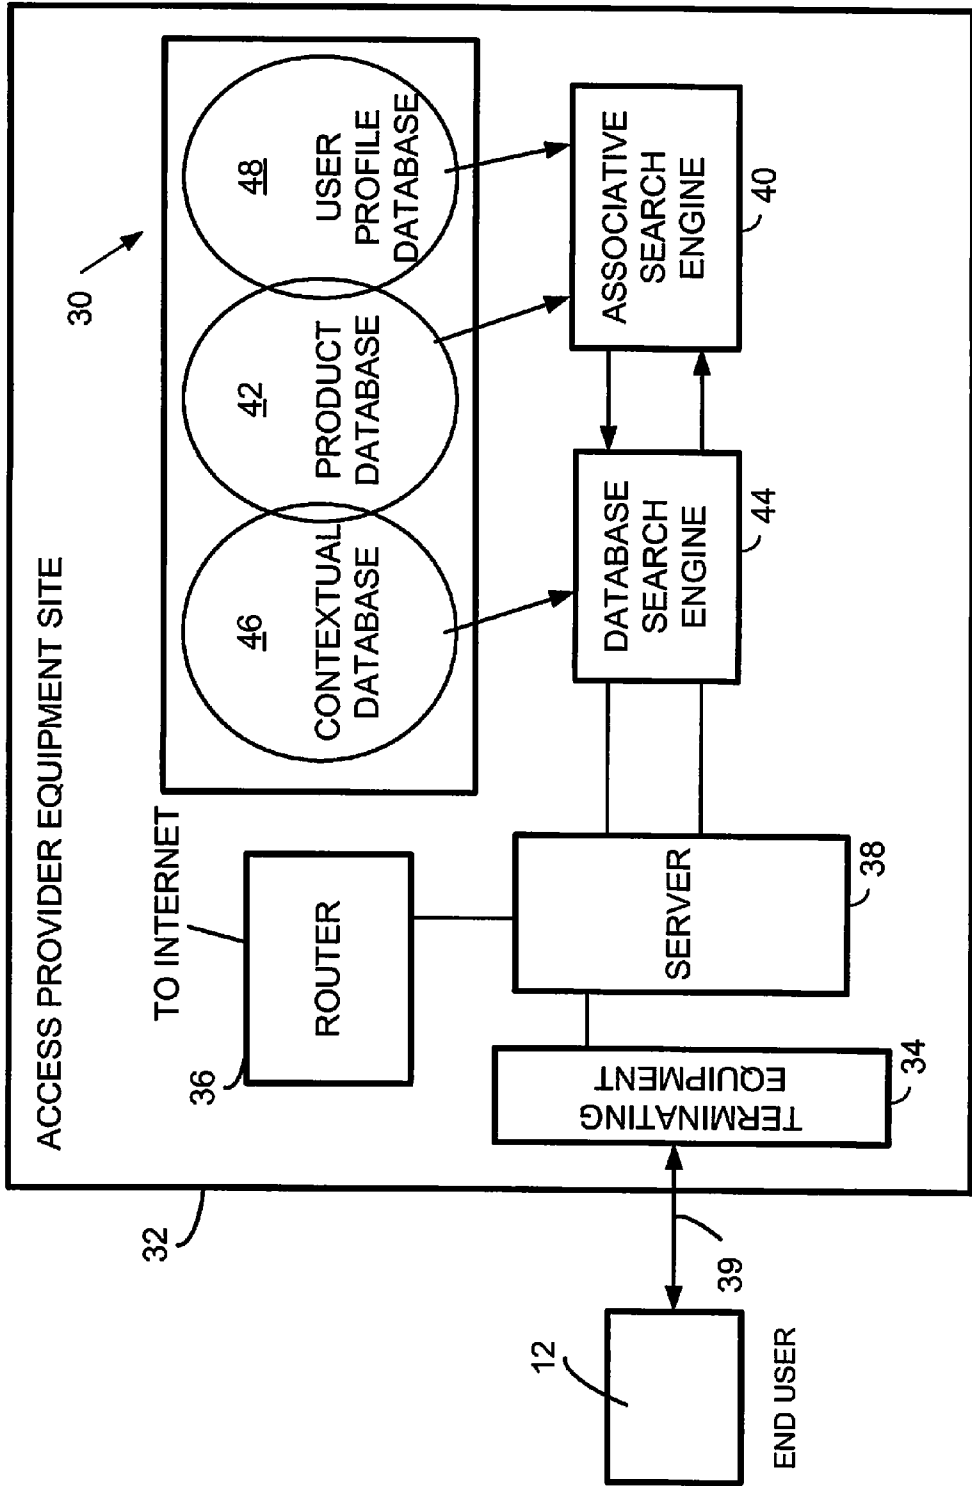 ACCESS PROVIDER EQUIPMENT SITE
30
32
TO INTERNET
36
ROUTER
46
CONTEXTUAL
DATABASE
42
PRODUCT
DATABASE
48
USER
PROFILE
DATABASE
12
END USER
39
TERMINATING
EQUIPMENT
34
SERVER
38
DATABASE
SEARCH
ENGINE
44
ASSOCIATIVE
SEARCH
ENGINE
40